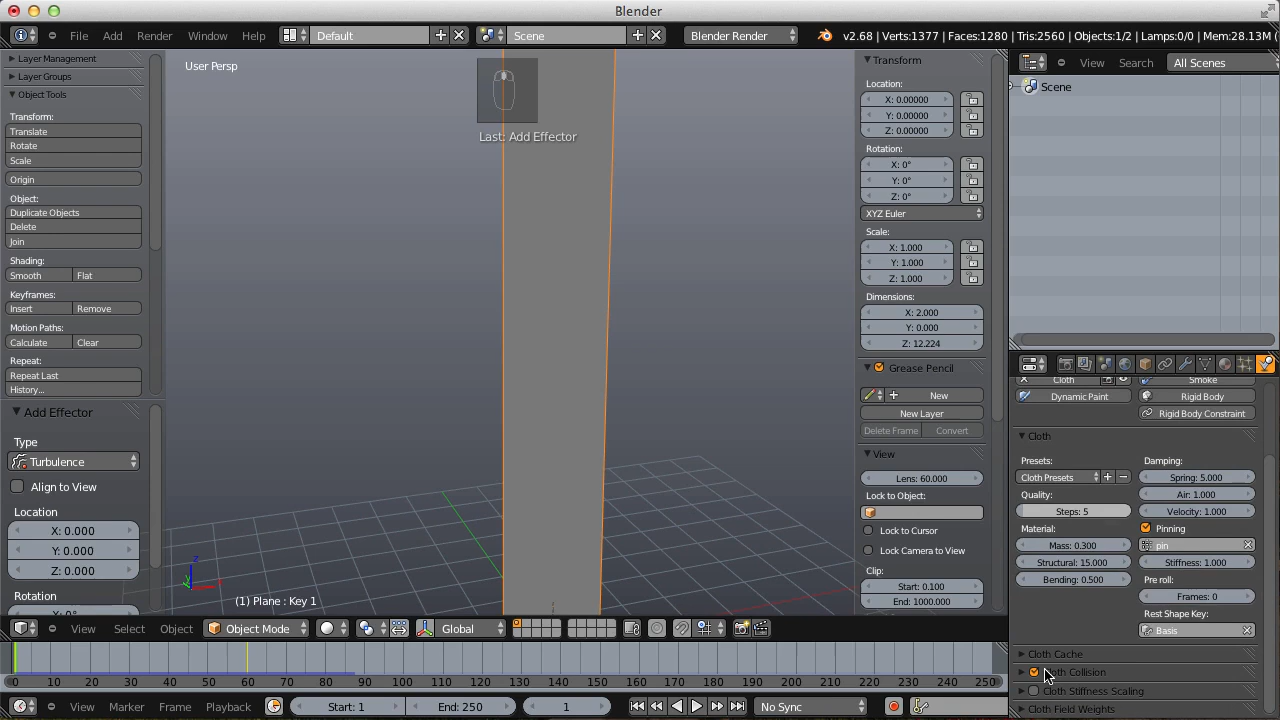 Blender
File Add Render Window Help Default Scene Blender Render v2.68 | Verts:1377 | Faces:1280 | Tris:2560 | Objects:1/2 | Lamps:0/0 | Mem:28.13M (
Layer Management
Layer Groups
Object Tools
Transform:
Translate
Rotate
Scale
Origin
Object:
Duplicate Objects
Delete
Join
Shading:
Smooth Flat
Keyframes:
Insert Remove
Motion Paths:
Calculate Clear
Repeat:
Repeat Last
History...
Add Effector
Type
Turbulence
Align to View
Location
X: 0.000
Y: 0.000
Z: 0.000
Rotation
X: 0°
User Persp
Last: Add Effector
(1) Plane : Key 1
Transform
Location:
X: 0.00000
Y: 0.00000
Z: 0.00000
Rotation:
X: 0°
Y: 0°
Z: 0°
XYZ Euler
Scale:
X: 1.000
Y: 1.000
Z: 1.000
Dimensions:
X: 2.000
Y: 0.000
Z: 12.224
Grease Pencil
New
New Layer
Delete Frame Convert
View
Lens: 60.000
Lock to Object:
Lock to Cursor
Lock Camera to View
Clip:
Start: 0.100
End: 1000.000
View Search All Scenes
Scene
Cloth Smoke
Dynamic Paint Rigid Body
Rigid Body Constraint
Cloth
Presets: Damping:
Cloth Presets Spring: 5.000
Quality: Air: 1.000
Steps: 5 Velocity: 1.000
Material: Pinning
Mass: 0.300 pin
Structural: 15.000 Stiffness: 1.000
Bending: 0.500 Pre roll:
Frames: 0
Rest Shape Key:
Basis
Cloth Cache
Cloth Collision
Cloth Stiffness Scaling
Cloth Field Weights
View Select Object Object Mode Global
0 10 20 30 40 50 60 70 80 90 100 110 120 130 140 150 160 170 180 190 200 210 220 230 240 250
View Marker Frame Playback Start: 1 End: 250 1 No Sync